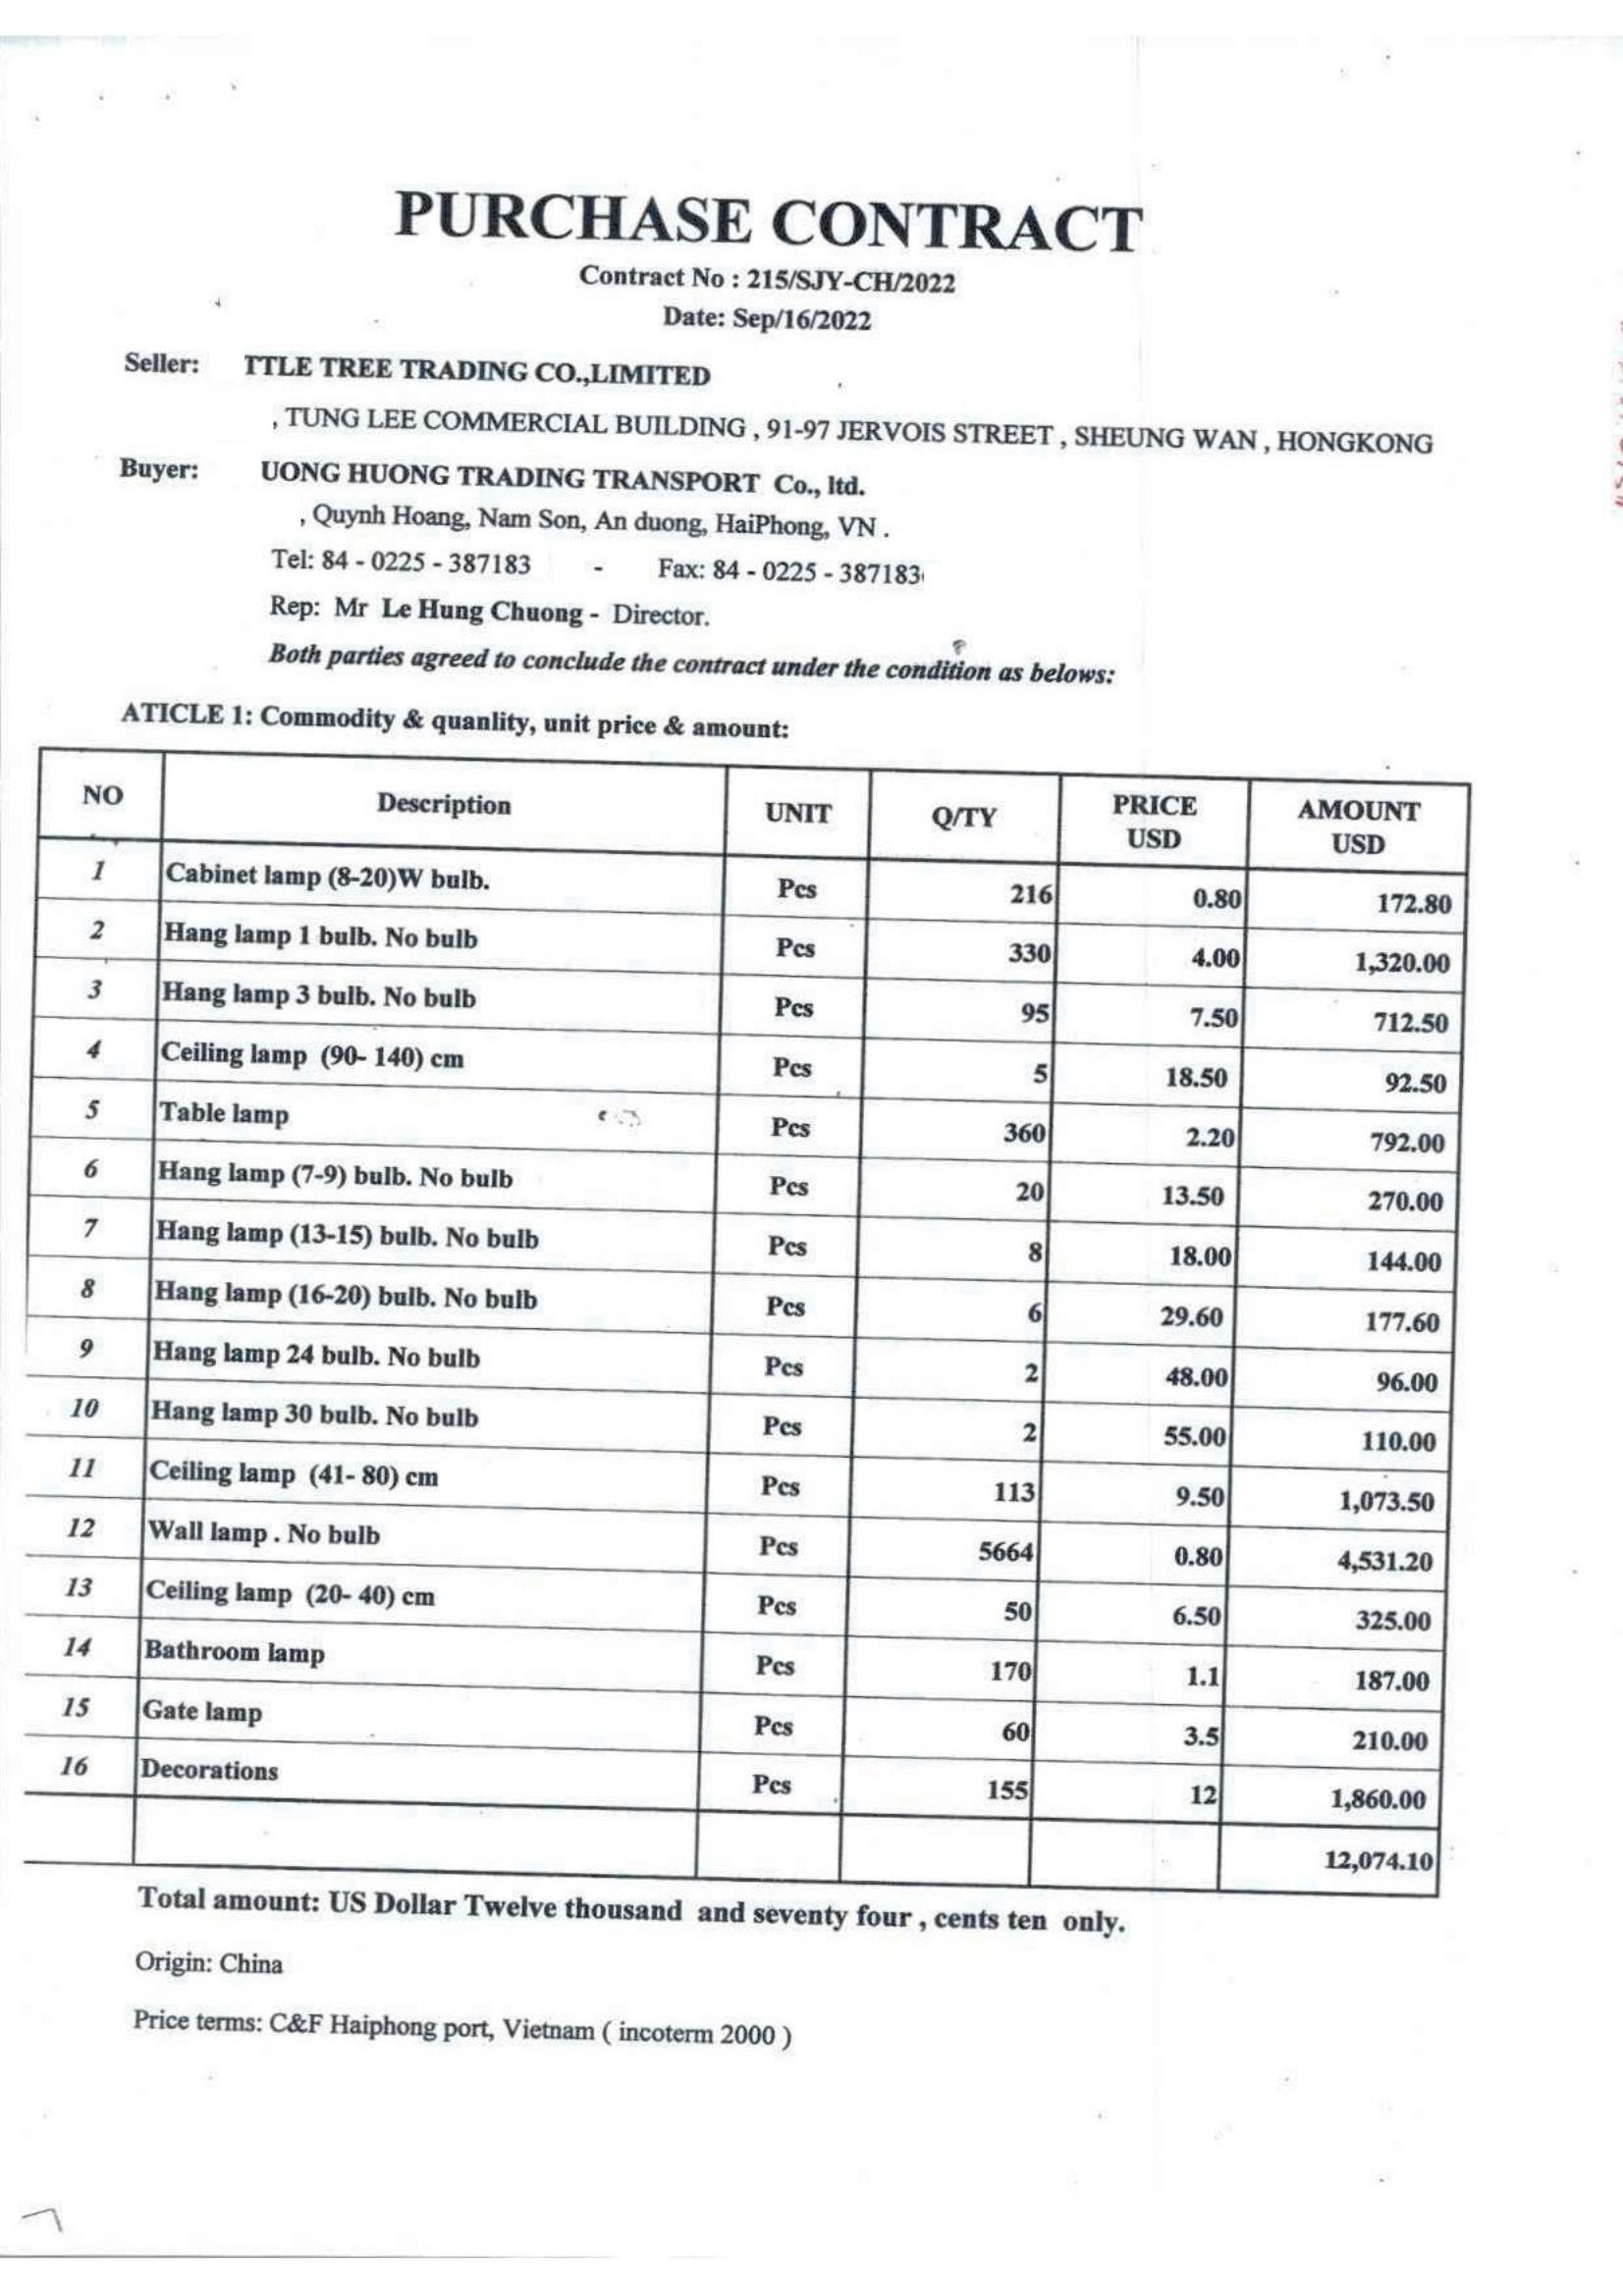 PURCHASE CONTRACT
Contract No : 215/SJY-CH/2022
Date: Sep/16/2022
Seller: TTLE TREE TRADING CO.,LIMITED
, TUNG LEE COMMERCIAL BUILDING , 91-97 JERVOIS STREET , SHEUNG WAN , HONGKONG
Buyer: UONG HUONG TRADING TRANSPORT Co., ltd.
, Quynh Hoang, Nam Son, An duong, HaiPhong, VN .
Tel: 84 - 0225 - 387183 - Fax: 84 - 0225 - 387183
Rep: Mr Le Hung Chuong - Director.
Both parties agreed to conclude the contract under the condition as belows:
ATICLE 1: Commodity & quanlity, unit price & amount:
NO Description UNIT Q/TY PRICE USD AMOUNT USD
1 Cabinet lamp (8-20)W bulb. Pcs 216 0.80 172.80
2 Hang lamp 1 bulb. No bulb Pcs 330 4.00 1,320.00
3 Hang lamp 3 bulb. No bulb Pcs 95 7.50 712.50
4 Ceiling lamp (90- 140) cm Pcs 5 18.50 92.50
5 Table lamp Pcs 360 2.20 792.00
6 Hang lamp (7-9) bulb. No bulb Pcs 20 13.50 270.00
7 Hang lamp (13-15) bulb. No bulb Pcs 8 18.00 144.00
8 Hang lamp (16-20) bulb. No bulb Pcs 6 29.60 177.60
9 Hang lamp 24 bulb. No bulb Pcs 2 48.00 96.00
10 Hang lamp 30 bulb. No bulb Pcs 2 55.00 110.00
11 Ceiling lamp (41- 80) cm Pcs 113 9.50 1,073.50
12 Wall lamp . No bulb Pcs 5664 0.80 4,531.20
13 Ceiling lamp (20- 40) cm Pcs 50 6.50 325.00
14 Bathroom lamp Pcs 170 1.1 187.00
15 Gate lamp Pcs 60 3.5 210.00
16 Decorations Pcs 155 12 1,860.00
12,074.10
Total amount: US Dollar Twelve thousand and seventy four , cents ten only.
Origin: China
Price terms: C&F Haiphong port, Vietnam ( incoterm 2000 )